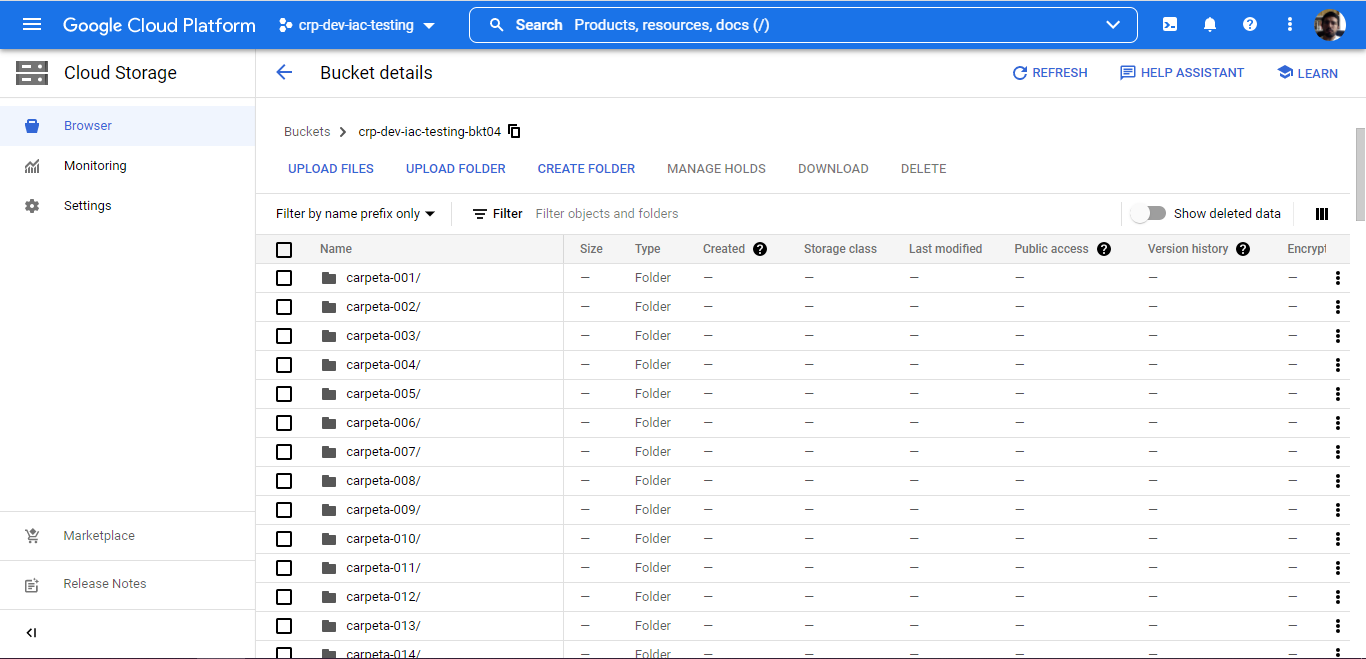 Google Cloud Platform crp-dev-iac-testing Search Products, resources, docs (/)
Cloud Storage Bucket details REFRESH HELP ASSISTANT LEARN
Browser
Monitoring
Settings
Marketplace
Release Notes
Buckets > crp-dev-iac-testing-bkt04
UPLOAD FILES UPLOAD FOLDER CREATE FOLDER MANAGE HOLDS DOWNLOAD DELETE
Filter by name prefix only Filter Filter objects and folders Show deleted data
Name Size Type Created Storage class Last modified Public access Version history Encrypt
carpeta-001/ — Folder — — — — — —
carpeta-002/ — Folder — — — — — —
carpeta-003/ — Folder — — — — — —
carpeta-004/ — Folder — — — — — —
carpeta-005/ — Folder — — — — — —
carpeta-006/ — Folder — — — — — —
carpeta-007/ — Folder — — — — — —
carpeta-008/ — Folder — — — — — —
carpeta-009/ — Folder — — — — — —
carpeta-010/ — Folder — — — — — —
carpeta-011/ — Folder — — — — — —
carpeta-012/ — Folder — — — — — —
carpeta-013/ — Folder — — — — — —
carpeta-014/ — Folder — — — — — —